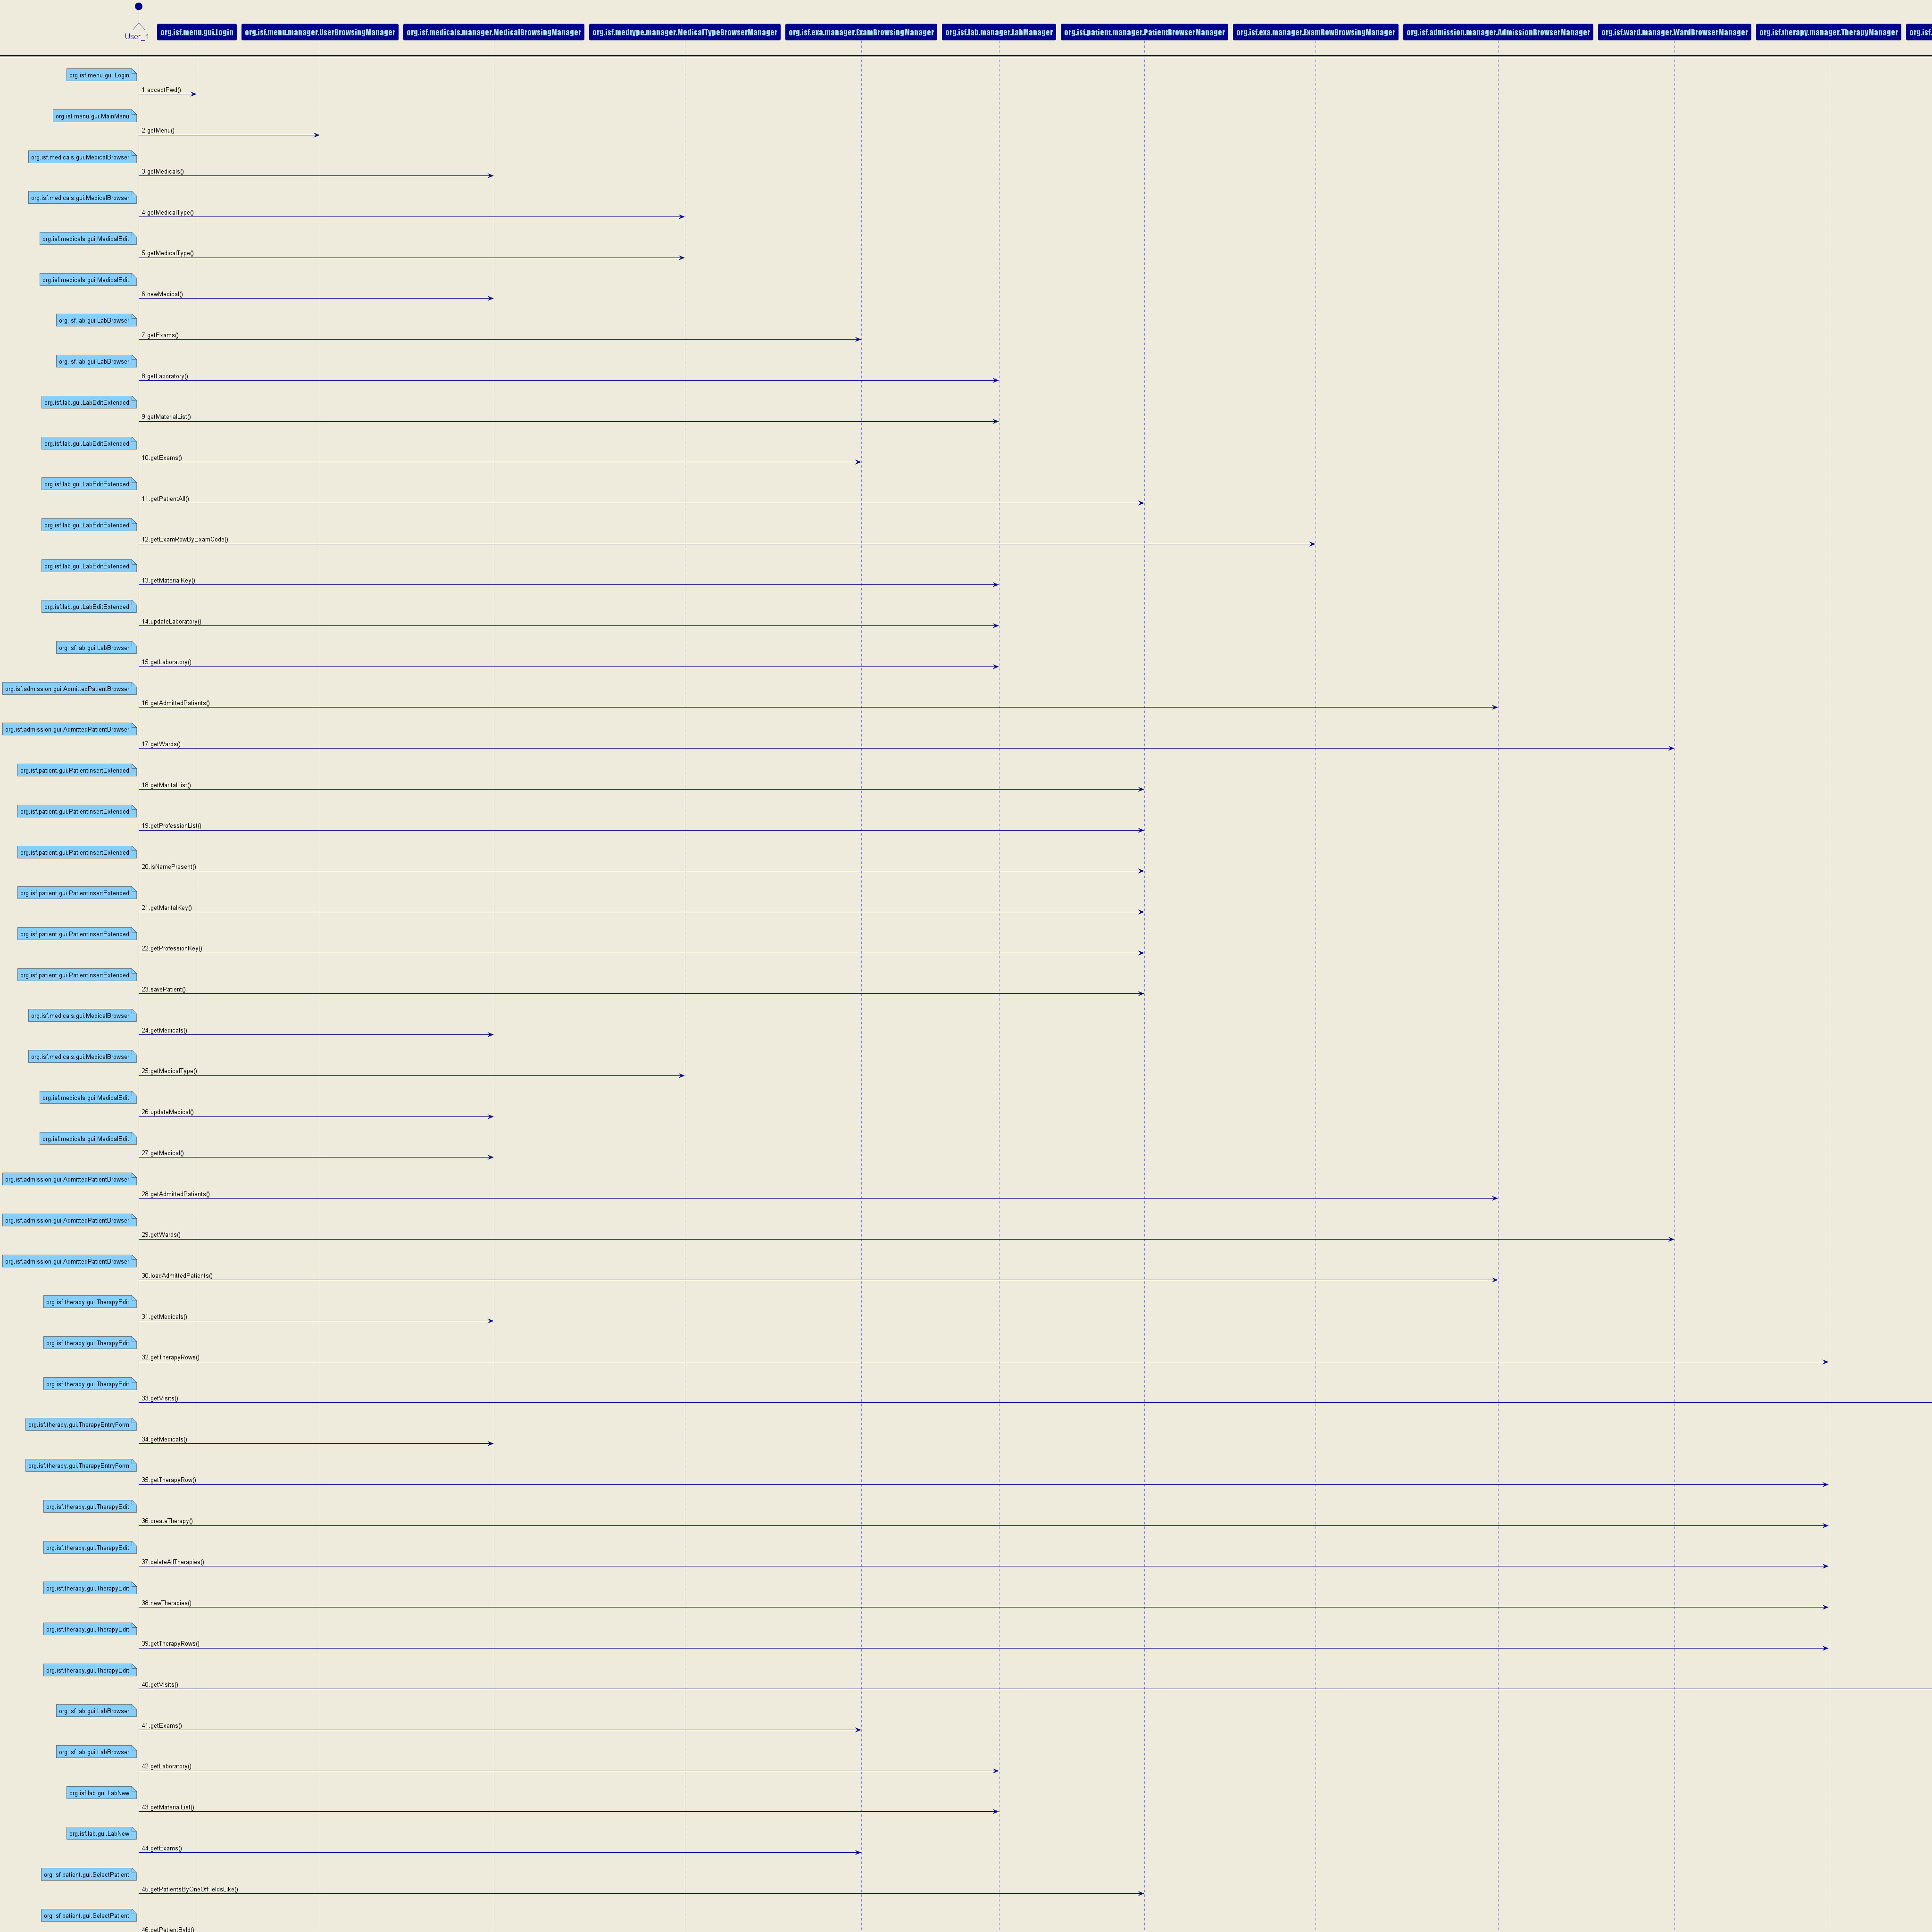 User_1
org.isf.menu.gui.Login
org.isf.menu.manager.UserBrowsingManager
org.isf.medicals.manager.MedicalBrowsingManager
org.isf.medtype.manager.MedicalTypeBrowserManager
org.isf.exa.manager.ExamBrowsingManager
org.isf.lab.manager.LabManager
org.isf.patient.manager.PatientBrowserManager
org.isf.exa.manager.ExamRowBrowsingManager
org.isf.admission.manager.AdmissionBrowserManager
org.isf.ward.manager.WardBrowserManager
org.isf.therapy.manager.TherapyManager
org.isf.
org.isf.menu.gui.Login
1.acceptPwd()
org.isf.menu.gui.MainMenu
2.getMenu()
org.isf.medicals.gui.MedicalBrowser
3.getMedicals()
org.isf.medicals.gui.MedicalBrowser
4.getMedicalType()
org.isf.medicals.gui.MedicalEdit
5.getMedicalType()
org.isf.medicals.gui.MedicalEdit
6.newMedical()
org.isf.lab.gui.LabBrowser
7.getExams()
org.isf.lab.gui.LabBrowser
8.getLaboratory()
org.isf.lab.gui.LabEditExtended
9.getMaterialList()
org.isf.lab.gui.LabEditExtended
10.getExams()
org.isf.lab.gui.LabEditExtended
11.getPatientAll()
org.isf.lab.gui.LabEditExtended
12.getExamRowByExamCode()
org.isf.lab.gui.LabEditExtended
13.getMaterialKey()
org.isf.lab.gui.LabEditExtended
14.updateLaboratory()
org.isf.lab.gui.LabBrowser
15.getLaboratory()
org.isf.admission.gui.AdmittedPatientBrowser
16.getAdmittedPatients()
org.isf.admission.gui.AdmittedPatientBrowser
17.getWards()
org.isf.patient.gui.PatientInsertExtended
18.getMaritalList()
org.isf.patient.gui.PatientInsertExtended
19.getProfessionList()
org.isf.patient.gui.PatientInsertExtended
20.isNamePresent()
org.isf.patient.gui.PatientInsertExtended
21.getMaritalKey()
org.isf.patient.gui.PatientInsertExtended
22.getProfessionKey()
org.isf.patient.gui.PatientInsertExtended
23.savePatient()
org.isf.medicals.gui.MedicalBrowser
24.getMedicals()
org.isf.medicals.gui.MedicalBrowser
25.getMedicalType()
org.isf.medicals.gui.MedicalEdit
26.updateMedical()
org.isf.medicals.gui.MedicalEdit
27.getMedical()
org.isf.admission.gui.AdmittedPatientBrowser
28.getAdmittedPatients()
org.isf.admission.gui.AdmittedPatientBrowser
29.getWards()
org.isf.admission.gui.AdmittedPatientBrowser
30.loadAdmittedPatients()
org.isf.therapy.gui.TherapyEdit
31.getMedicals()
org.isf.therapy.gui.TherapyEdit
32.getTherapyRows()
org.isf.therapy.gui.TherapyEdit
33.getVisits()
org.isf.therapy.gui.TherapyEntryForm
34.getMedicals()
org.isf.therapy.gui.TherapyEntryForm
35.getTherapyRow()
org.isf.therapy.gui.TherapyEdit
36.createTherapy()
org.isf.therapy.gui.TherapyEdit
37.deleteAllTherapies()
org.isf.therapy.gui.TherapyEdit
38.newTherapies()
org.isf.therapy.gui.TherapyEdit
39.getTherapyRows()
org.isf.therapy.gui.TherapyEdit
40.getVisits()
org.isf.lab.gui.LabBrowser
41.getExams()
org.isf.lab.gui.LabBrowser
42.getLaboratory()
org.isf.lab.gui.LabNew
43.getMaterialList()
org.isf.lab.gui.LabNew
44.getExams()
org.isf.patient.gui.SelectPatient
45.getPatientsByOneOfFieldsLike()
org.isf.patient.gui.SelectPatient
46.getPatientById()